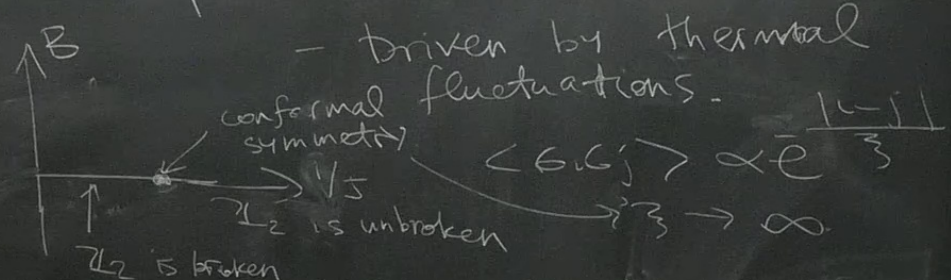 B
- Driven by thermal
fluctuations.
conformal
symmetry
<σᵢσⱼ> ∝ e^{-|i-j|/ξ}
1/J
ℤ₂ is unbroken
ξ → ∞
ℤ₂ is broken